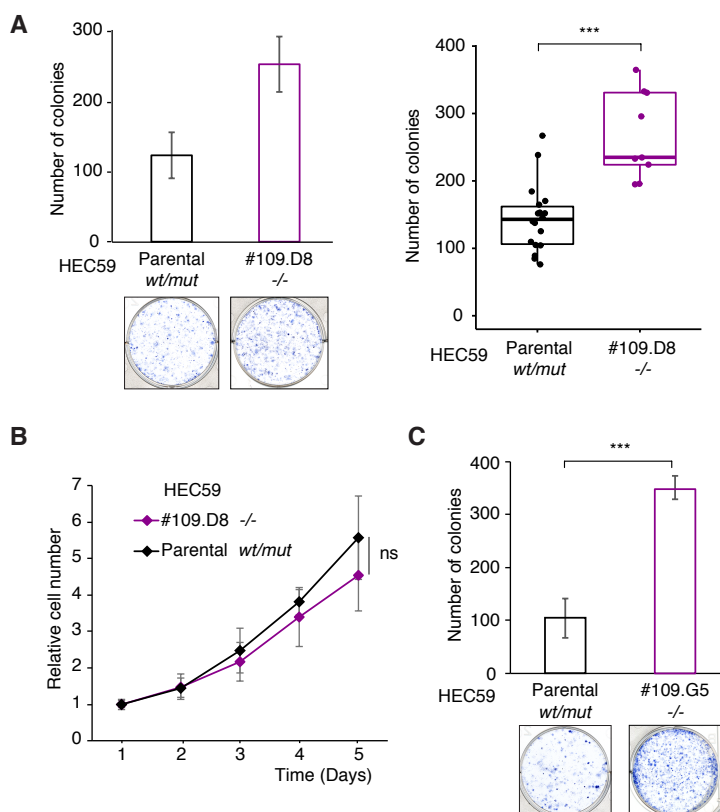 A
Number of colonies
300
200
100
0
HEC59
Parental
wt/mut
#109.D8
-/-
***
Number of colonies
400
300
200
100
0
HEC59
Parental
wt/mut
#109.D8
-/-
B
Relative cell number
7
6
5
4
3
2
1
0
HEC59
#109.D8 -/-
Parental wt/mut
ns
1 2 3 4 5
Time (Days)
C
***
Number of colonies
400
300
200
100
0
HEC59
Parental
wt/mut
#109.G5
-/-